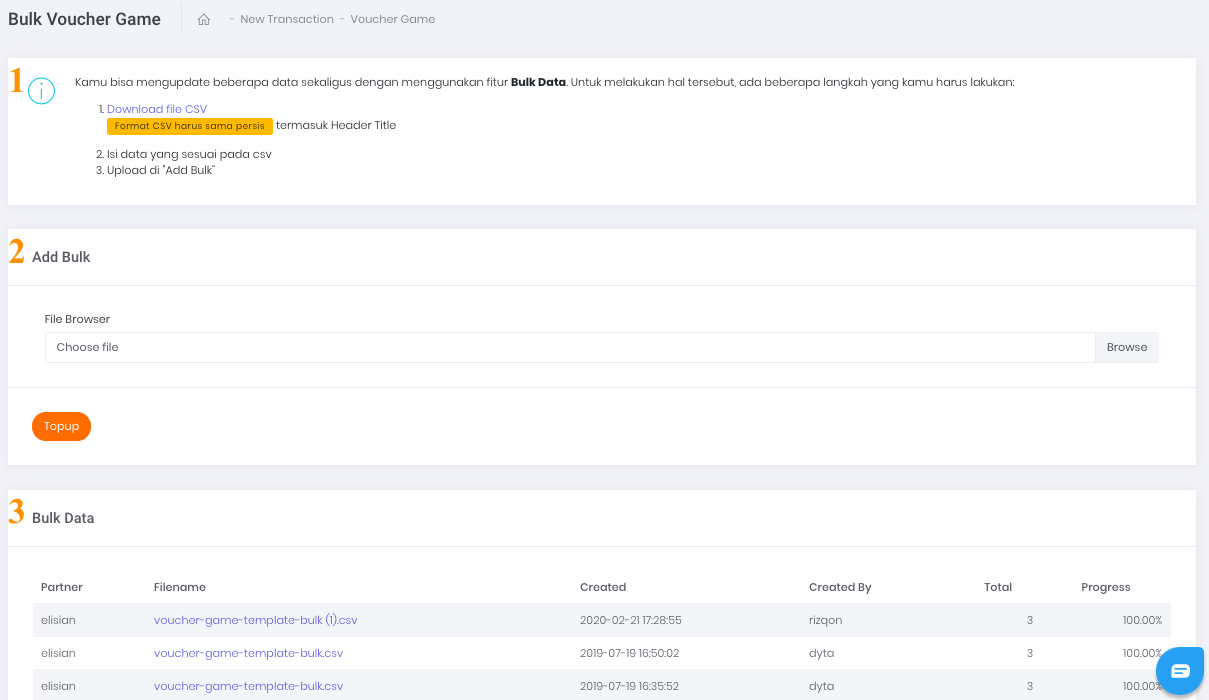 Bulk Voucher Game - New Transaction - Voucher Game
1
Kamu bisa mengupdate beberapa data sekaligus dengan menggunakan fitur Bulk Data. Untuk melakukan hal tersebut, ada beberapa langkah yang kamu harus lakukan:
1. Download file CSV
Format CSV harus sama persis termasuk Header Title
2. Isi data yang sesuai pada csv
3. Upload di "Add Bulk"
2 Add Bulk
File Browser
Choose file Browse
Topup
3 Bulk Data
Partner Filename Created Created By Total Progress
elisian voucher-game-template-bulk (1).csv 2020-02-21 17:28:55 rizqon 3 100.00%
elisian voucher-game-template-bulk.csv 2019-07-19 16:50:02 dyta 3 100.00%
elisian voucher-game-template-bulk.csv 2019-07-19 16:35:52 dyta 3 100.00%